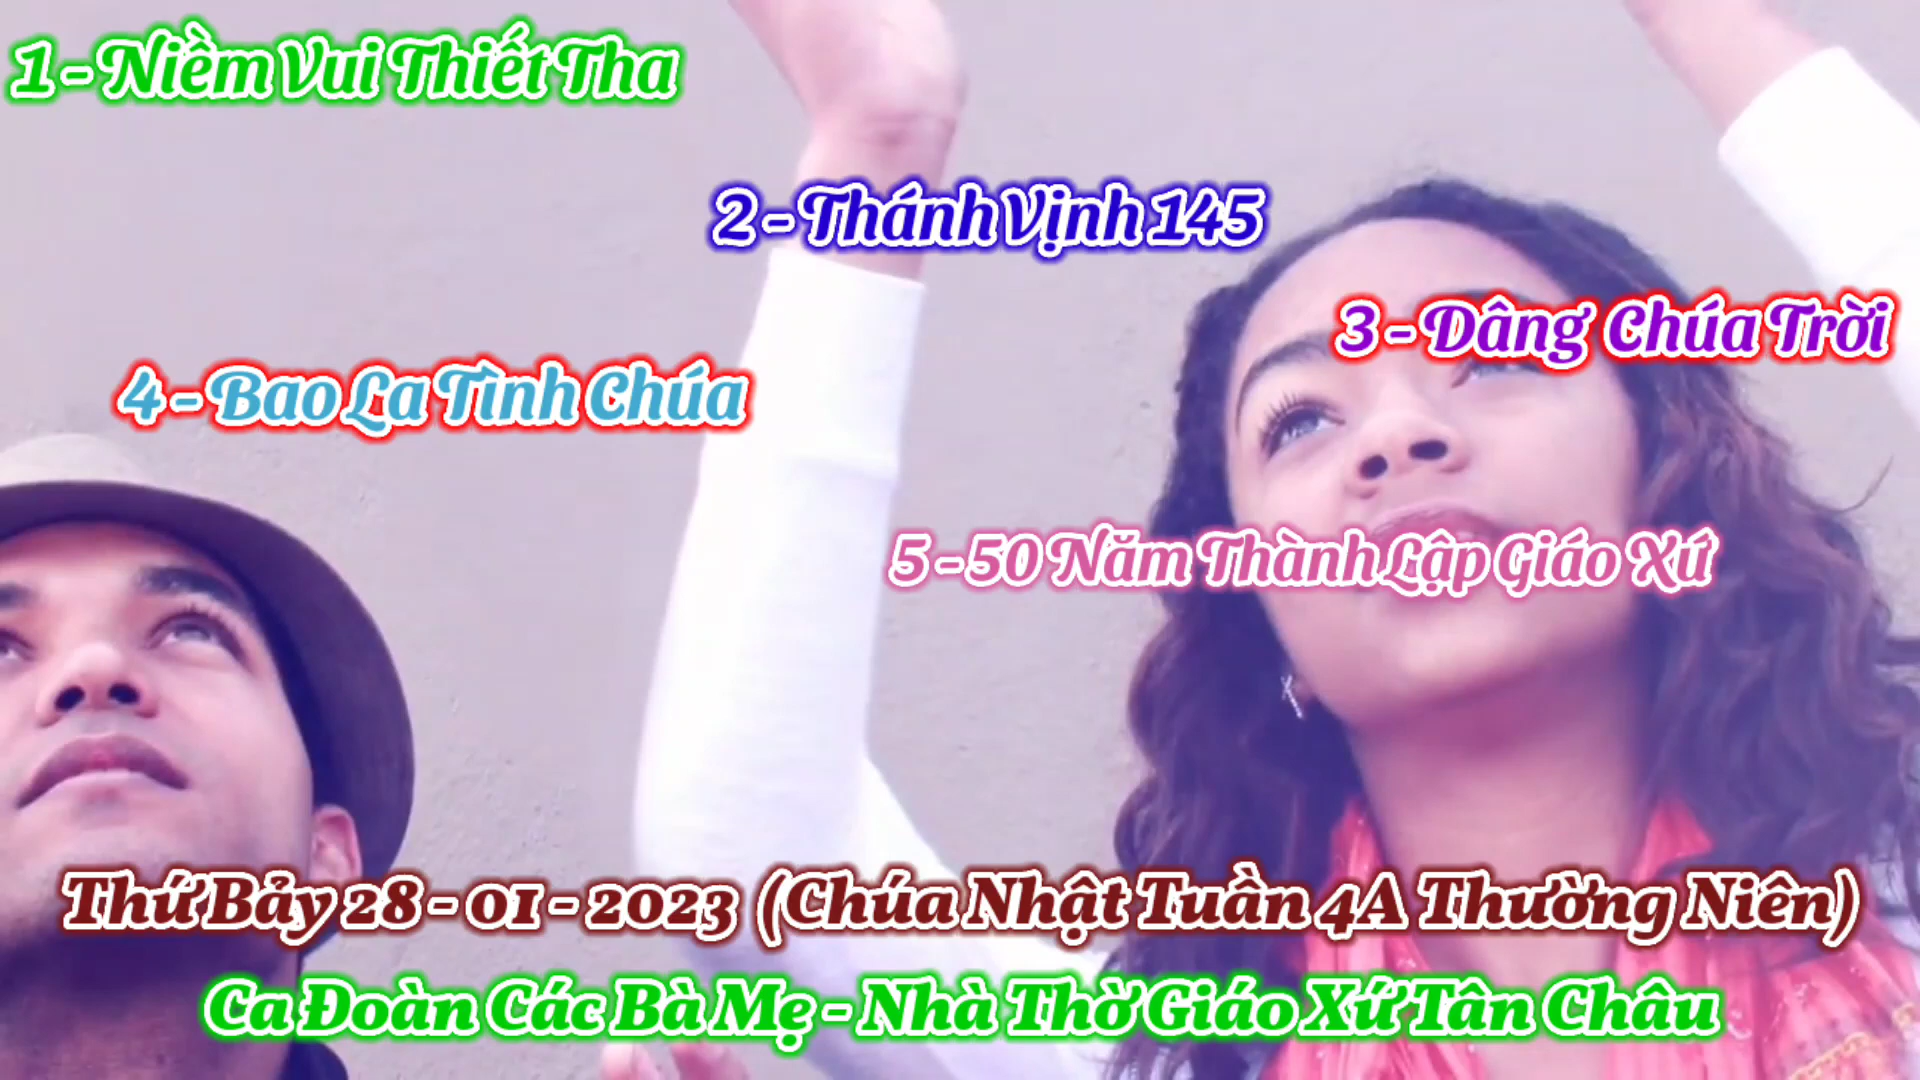 1 - Niềm Vui Thiết Tha
2 - Thánh Vịnh 145
3 - Dâng Chúa Trời
4 - Bao La Tình Chúa
5 - 50 Năm Thành Lập Giáo Xứ
Thứ Bảy 28 - 01 - 2023 (Chúa Nhật Tuần 4A Thường Niên)
Ca Đoàn Các Bà Mẹ - Nhà Thờ Giáo Xứ Tân Châu